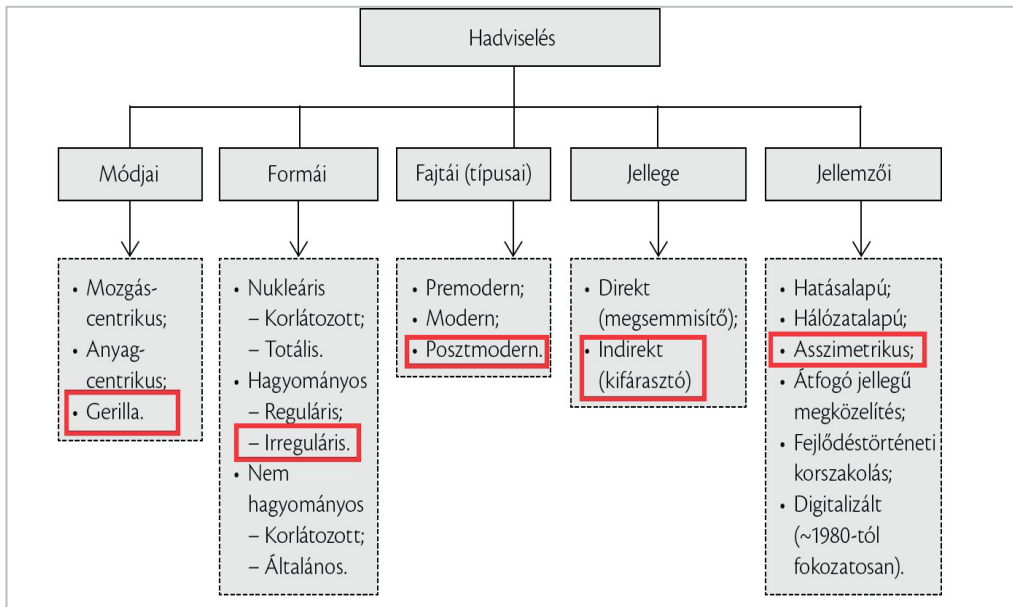 Hadviselés
Módjai
Formái
Fajtái (típusai)
Jellege
Jellemzői
• Mozgás-
centrikus;
• Anyag-
centrikus;
• Gerilla.
• Nukleáris
– Korlátozott;
– Totális.
• Hagyományos
– Reguláris;
– Irreguláris.
• Nem
hagyományos
– Korlátozott;
– Általános.
• Premodern;
• Modern;
• Posztmodern.
• Direkt
(megsemmisítő);
• Indirekt
(kifárasztó)
• Hatásalapú;
• Hálózatalapú;
• Asszimetrikus;
• Átfogó jellegű
megközelítés;
• Fejlődéstörténeti
korszakolás;
• Digitalizált
(~1980-tól
fokozatosan).